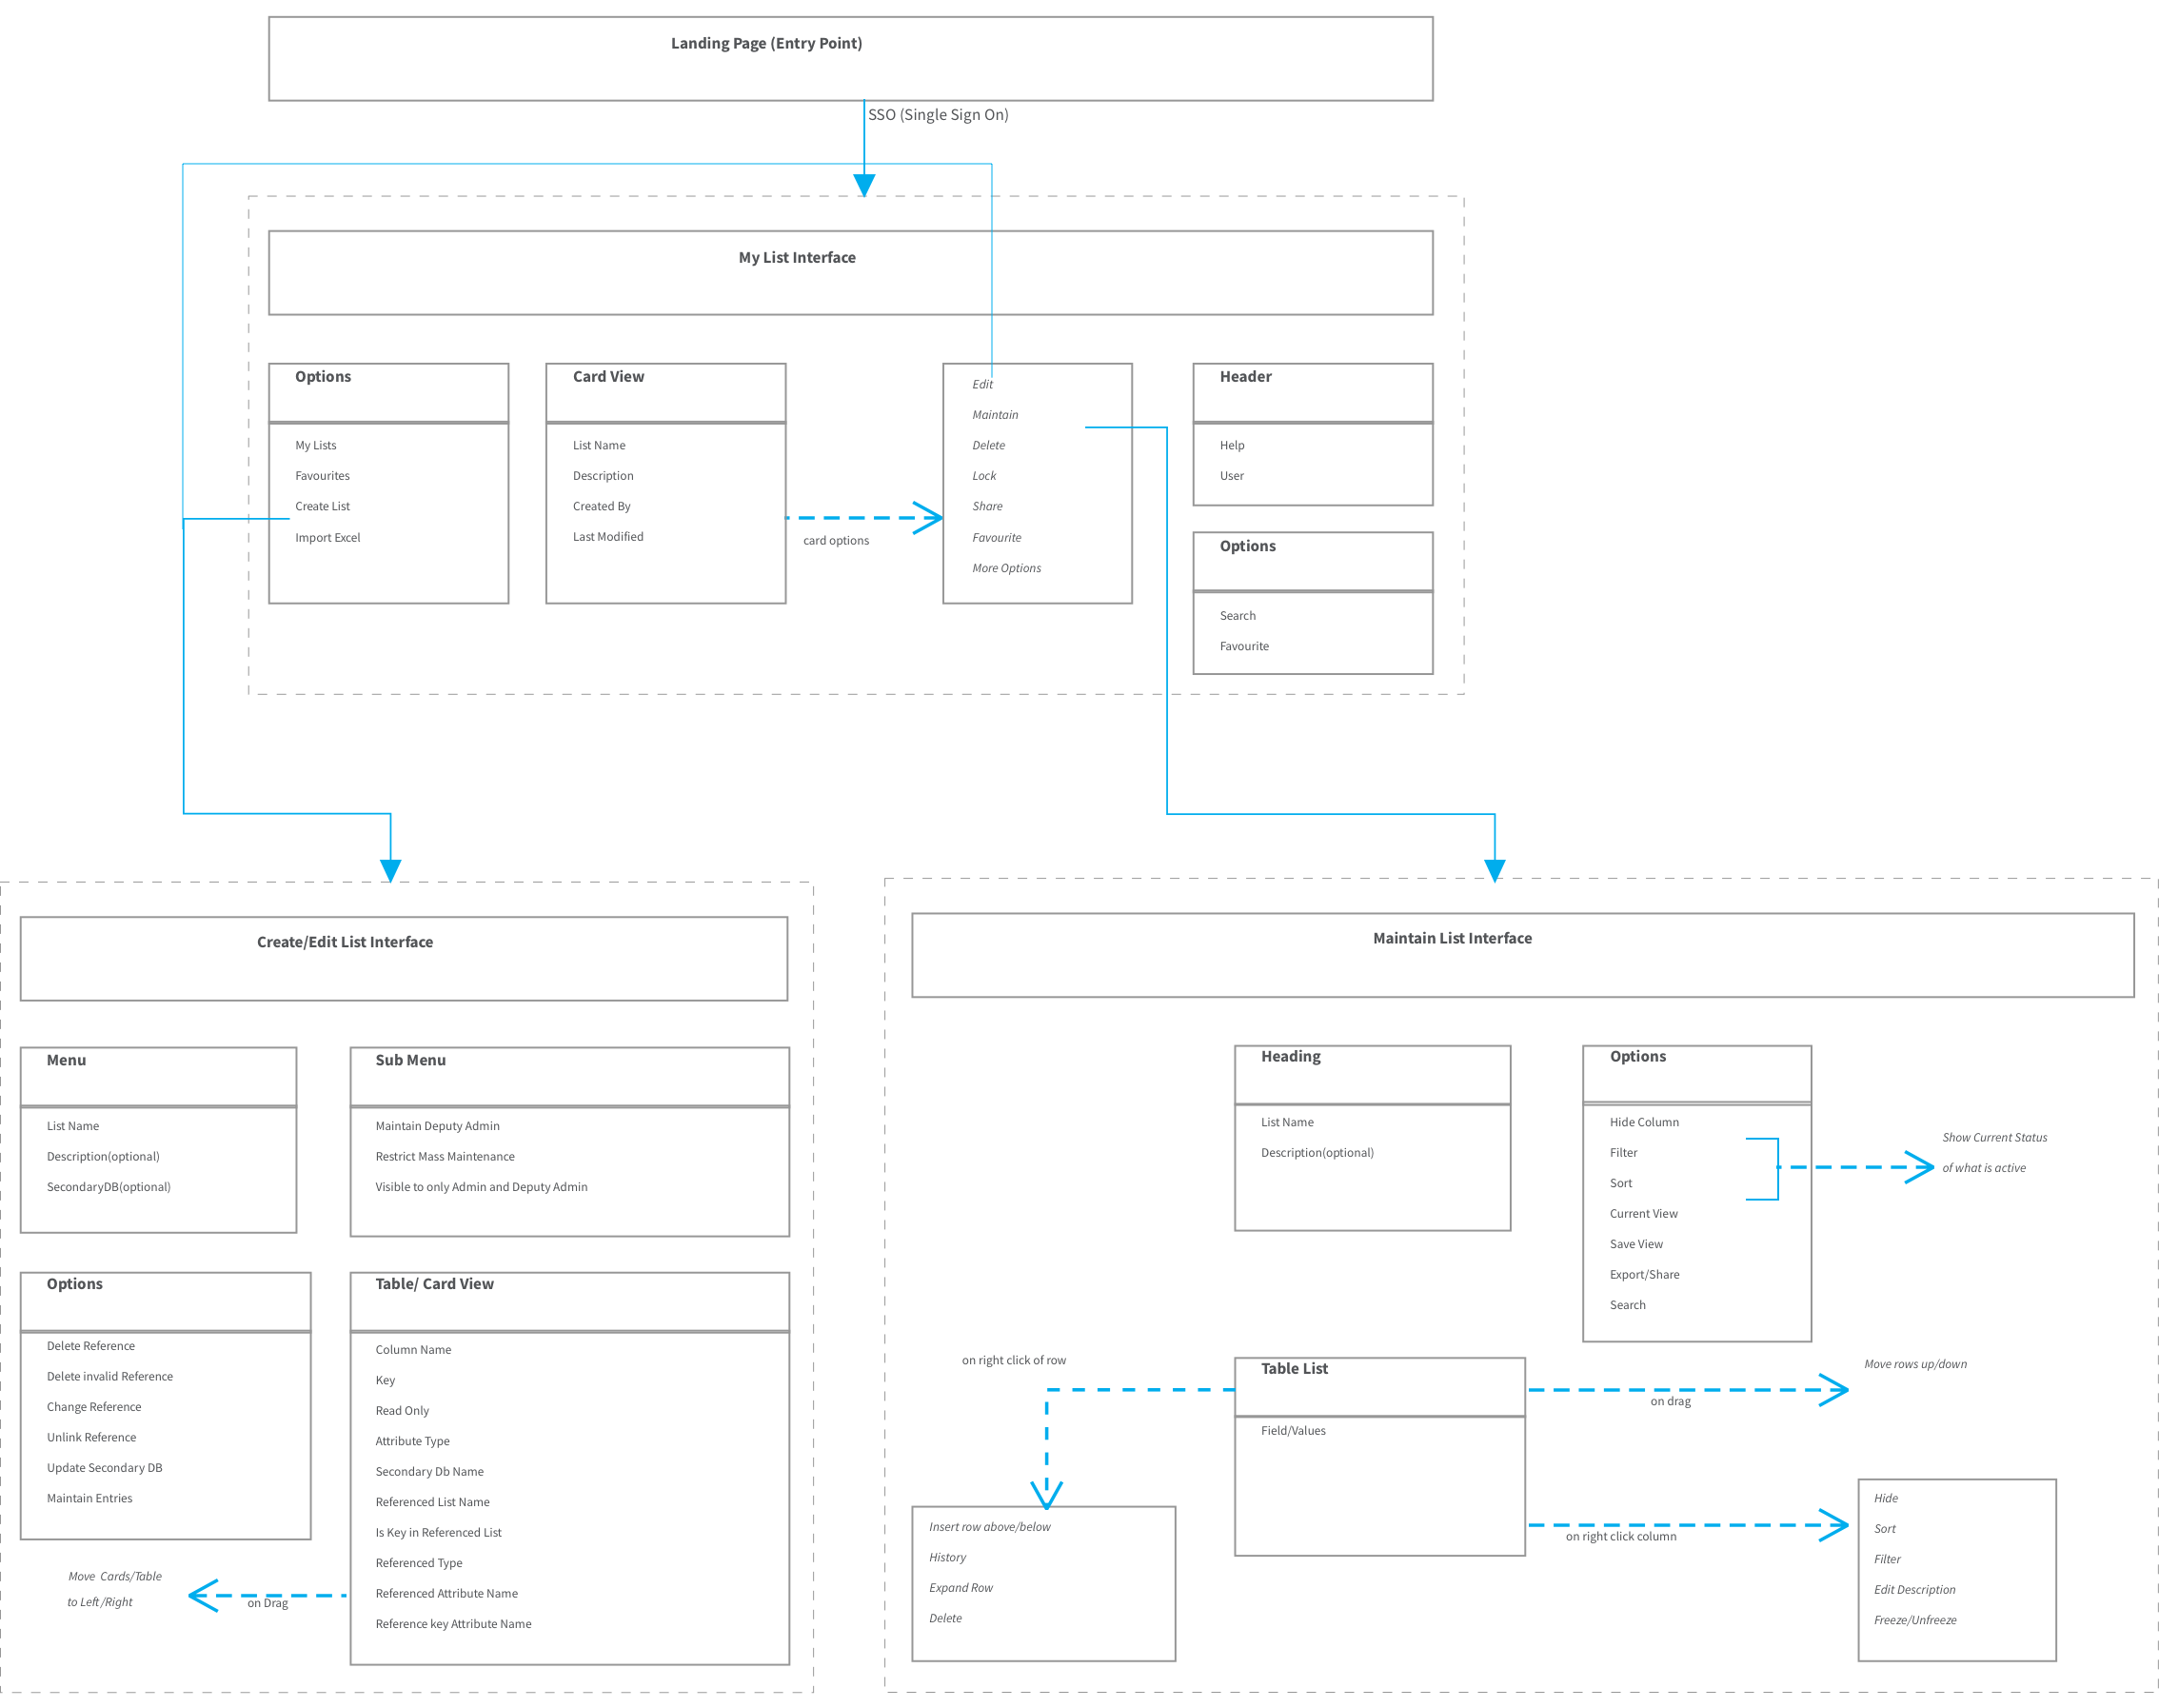 Landing Page (Entry Point)
SSO (Single Sign On)
My List Interface
Options
My Lists
Favourites
Create List
Import Excel
Card View
List Name
Description
Created By
Last Modified
card options
Edit
Maintain
Delete
Lock
Share
Favourite
More Options
Header
Help
User
Options
Search
Favourite
Create/Edit List Interface
Menu
List Name
Description(optional)
SecondaryDB(optional)
Sub Menu
Maintain Deputy Admin
Restrict Mass Maintenance
Visible to only Admin and Deputy Admin
Options
Delete Reference
Delete invalid Reference
Change Reference
Unlink Reference
Update Secondary DB
Maintain Entries
Table/ Card View
Column Name
Key
Read Only
Attribute Type
Secondary Db Name
Referenced List Name
Is Key in Referenced List
Referenced Type
Referenced Attribute Name
Reference key Attribute Name
on Drag
Move Cards/Table
to Left/Right
Maintain List Interface
Heading
List Name
Description(optional)
Options
Hide Column
Filter
Sort
Current View
Save View
Export/Share
Search
Show Current Status
of what is active
Table List
Field/Values
on right click of row
Insert row above/below
History
Expand Row
Delete
on drag
Move rows up/down
on right click column
Hide
Sort
Filter
Edit Description
Freeze/Unfreeze